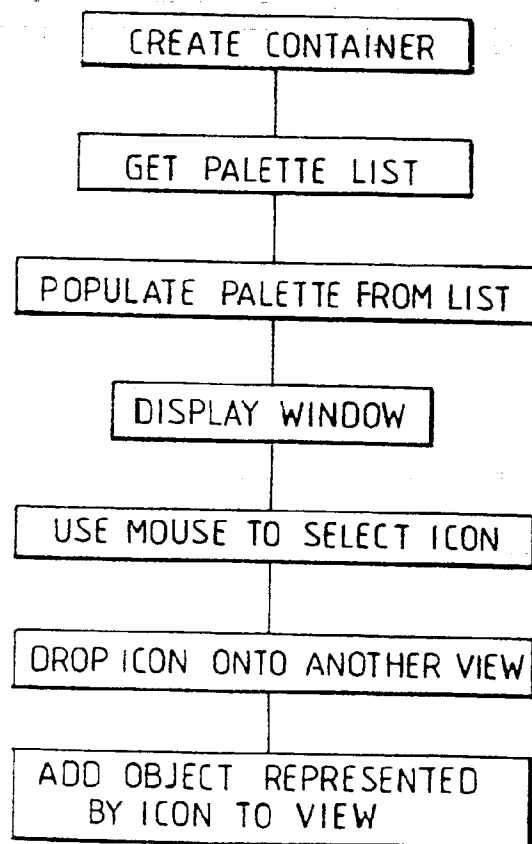 CREATE CONTAINER
GET PALETTE LIST
POPULATE PALETTE FROM LIST
DISPLAY WINDOW
USE MOUSE TO SELECT ICON
DROP ICON ONTO ANOTHER VIEW
ADD OBJECT REPRESENTED
BY ICON TO VIEW